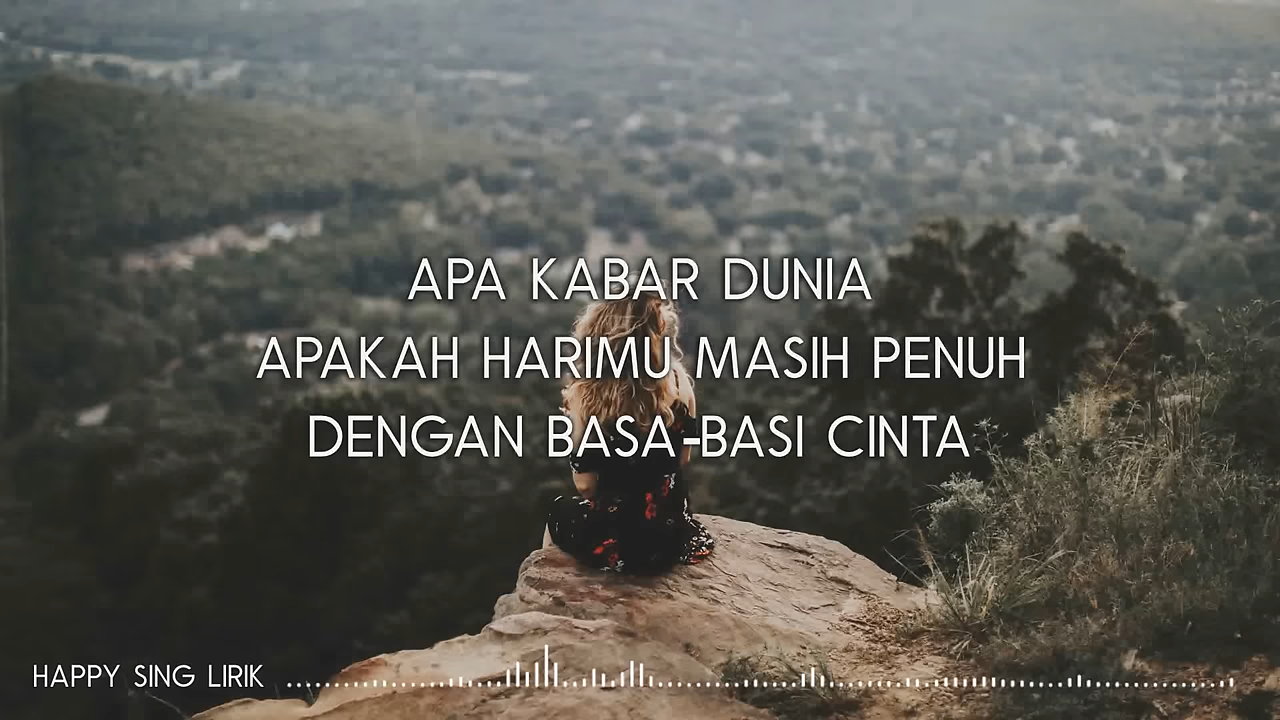 APA KABAR DUNIA
APAKAH HARIMU MASIH PENUH
DENGAN BASA-BASI CINTA
HAPPY SING LIRIK